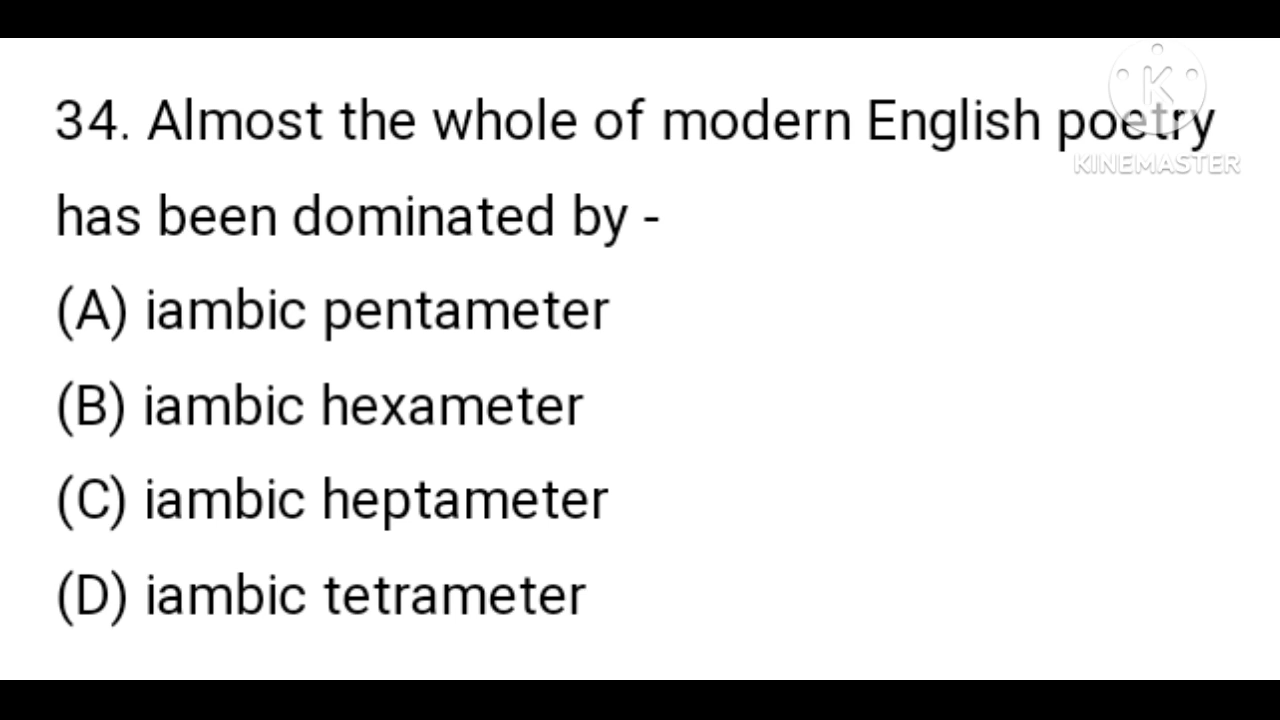 34. Almost the whole of modern English poetry
KINEMASTER
has been dominated by -
(A) iambic pentameter
(B) iambic hexameter
(C) iambic heptameter
(D) iambic tetrameter